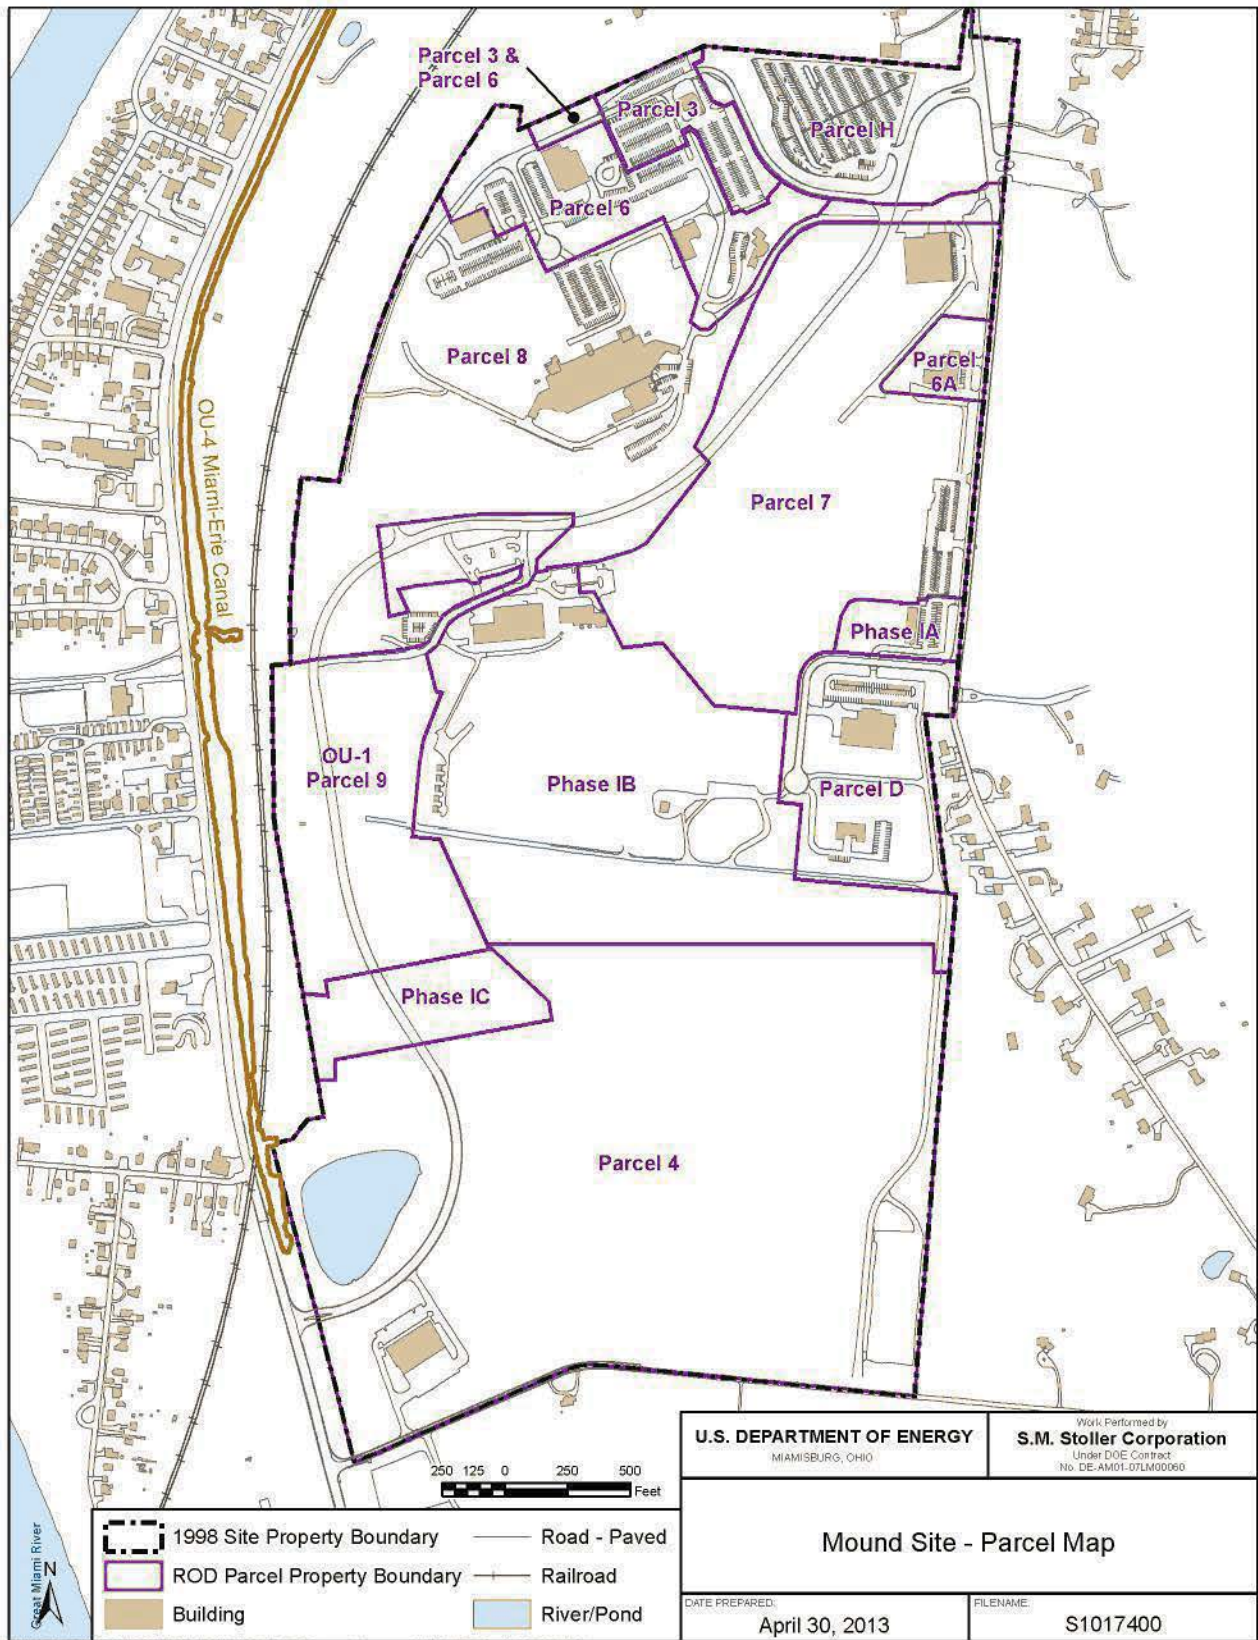 Parcel 3 &
Parcel 6
Parcel 3
Parcel H
Parcel 6
Parcel 8
Parcel
6A
OU-4 Miami-Erie Canal
Parcel 7
Phase IA
OU-1
Parcel 9
Phase IB
Parcel D
Phase IC
Parcel 4
250 125 0 250 500
Feet
U.S. DEPARTMENT OF ENERGY
MIAMISBURG, OHIO
Work Performed by
S.M. Stoller Corporation
Under DOE Contract
No. DE-AM01-07LM00060
Mound Site - Parcel Map
DATE PREPARED:
April 30, 2013
FILENAME:
S1017400
1998 Site Property Boundary
ROD Parcel Property Boundary
Building
Road - Paved
Railroad
River/Pond
Great Miami River
N